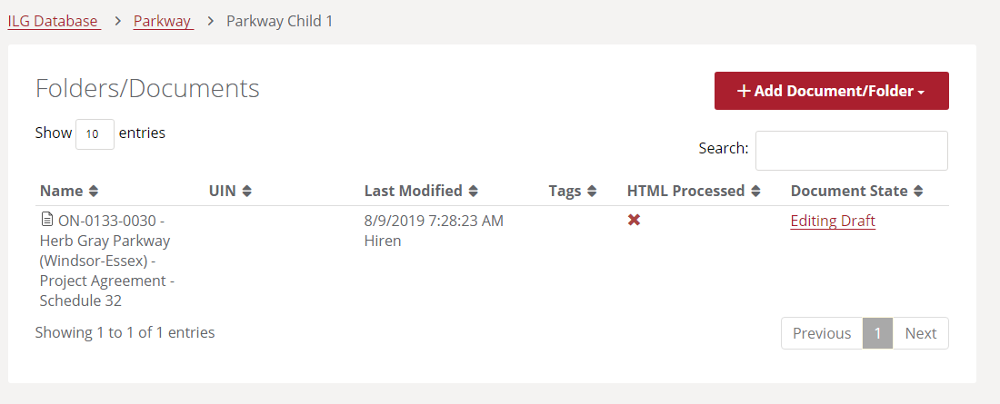 ILG Database > Parkway > Parkway Child 1
Folders/Documents
+ Add Document/Folder
Show 10 entries
Search:
Name UIN Last Modified Tags HTML Processed Document State
ON-0133-0030 - 8/9/2019 7:28:23 AM Editing Draft
Herb Gray Parkway Hiren
(Windsor-Essex) -
Project Agreement -
Schedule 32
Showing 1 to 1 of 1 entries
Previous 1 Next